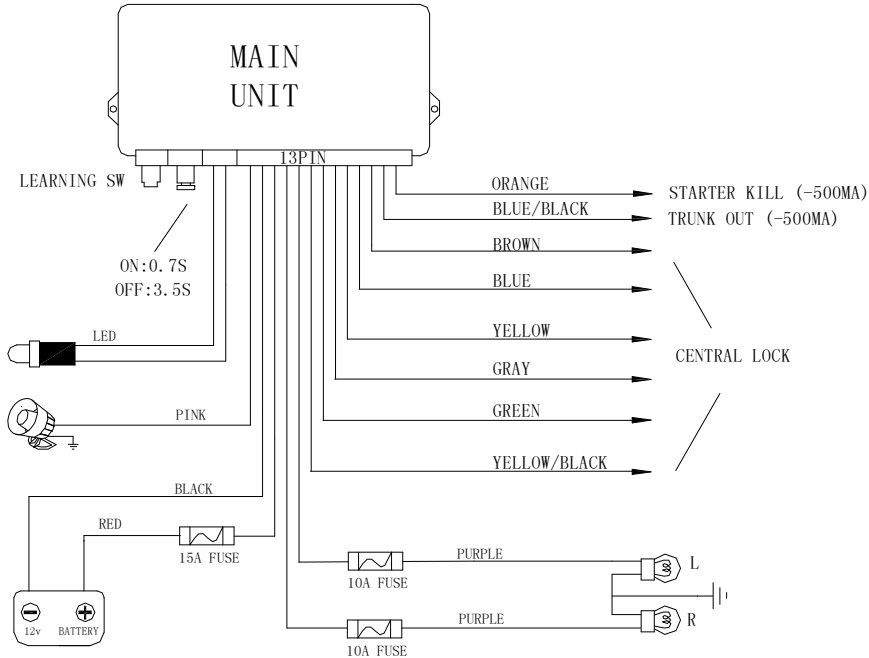 MAIN
UNIT
13PIN
LEARNING SW
ON:0.7S
OFF:3.5S
LED
PINK
BLACK
RED
15A FUSE
12v
BATTERY
ORANGE
STARTER KILL (-500MA)
BLUE/BLACK
TRUNK OUT (-500MA)
BROWN
BLUE
YELLOW
CENTRAL LOCK
GRAY
GREEN
YELLOW/BLACK
10A FUSE
PURPLE
L
10A FUSE
PURPLE
R